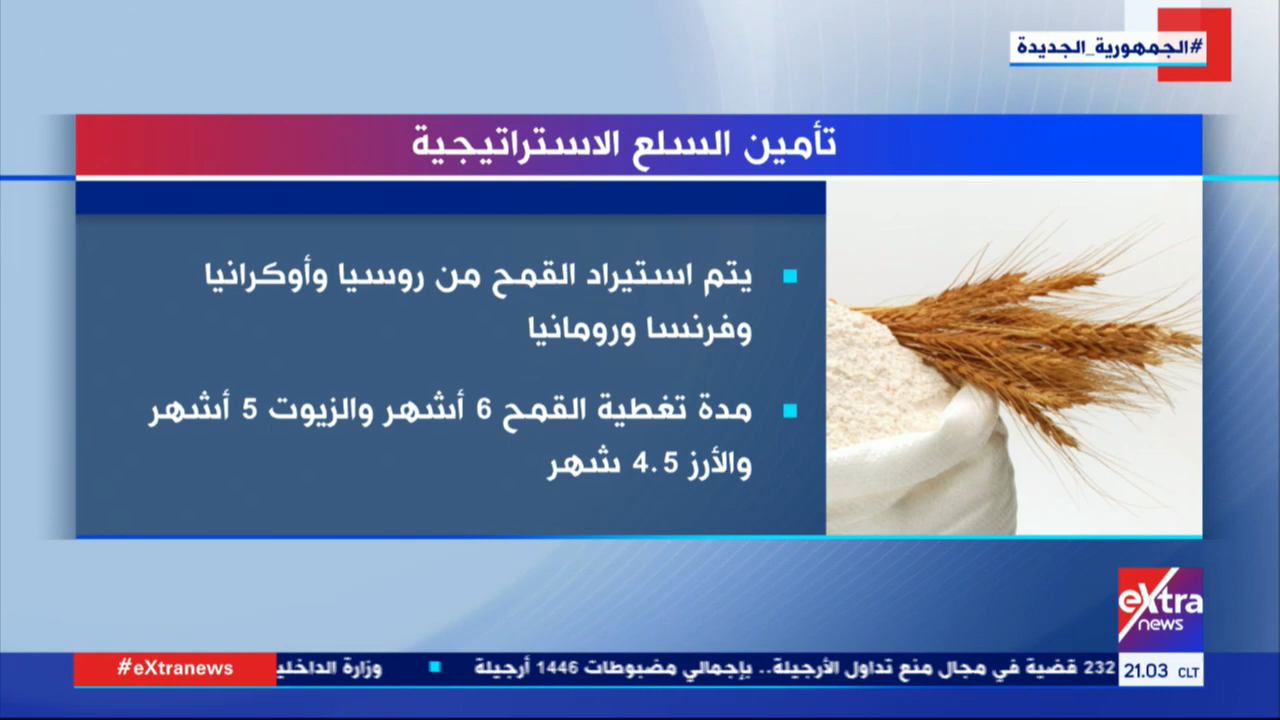 #الجمهورية_الجديدة
تأمين السلع الاستراتيجية
يتم استيراد القمح من روسيا وأوكرانيا
وفرنسا ورومانيا
مدة تغطية القمح 6 أشهر والزيوت 5 أشهر
والأرز 4.5 شهر
eXtra
news
232 قضية في مجال منع تداول الأرجيلة.. بإجمالي مضبوطات 1446 أرجيلة ▪ وزارة
#eXtranews
21.03 CLT